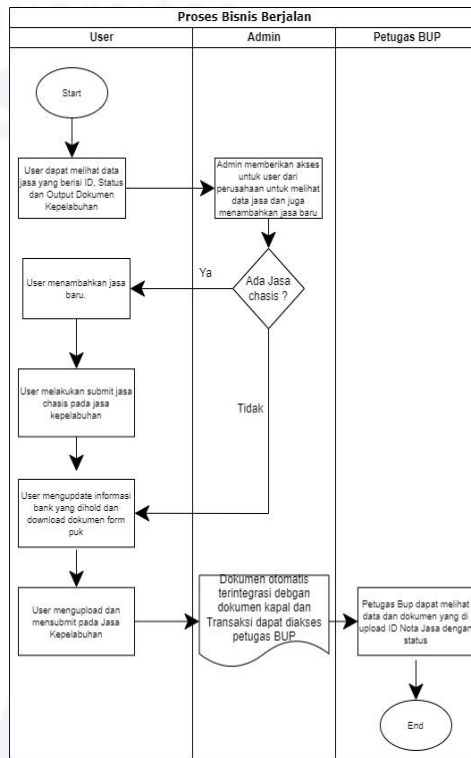 Proses Bisnis Berjalan
User
Admin
Petugas BUP
Start
User dapat melihat data
jasa yang berisi ID, Status
dan Output Dokumen
Kepelabuhan
Admin memberikan akses
untuk user dari
perusahaan untuk melihat
data jasa dan juga
menambahkan jasa baru
Ada Jasa
chasis ?
Ya
User menambahkan jasa
baru.
User melakukan submit jasa
chasis pada jasa
kepelabuhan
Tidak
User mengupdate informasi
bank yang dihold dan
download dokumen form
puk
User mengupload dan
mensubmit pada Jasa
Kepelabuhan
Dokumen otomatis
terintegrasi debgan
dokumen kapal dan
Transaksi dapat diakses
petugas BUP
Petugas Bup dapat melihat
data dan dokumen yang di
upload ID Nota Jasa dengan
status
End